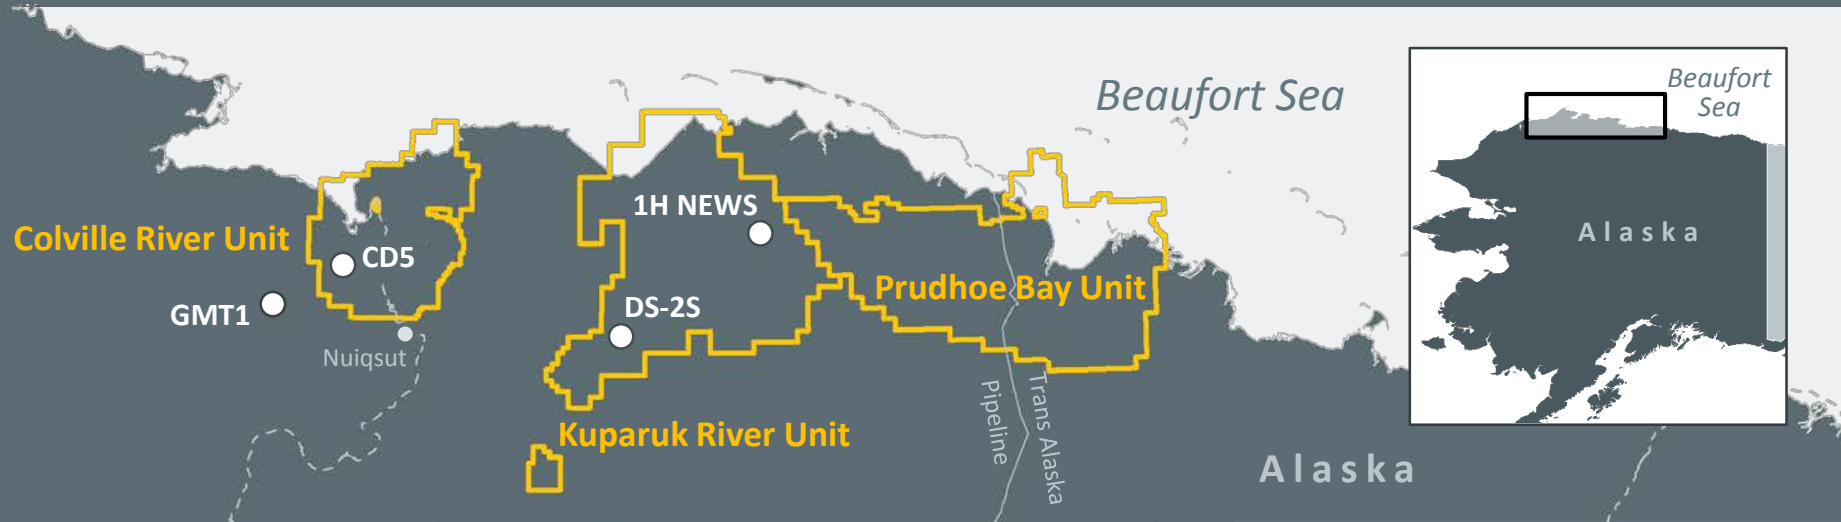 Beaufort Sea
Beaufort
Sea
1H NEWS
Colville River Unit
CD5
Alaska
Prudhoe Bay Unit
GMT1
DS-2S
Nuiqsut
Pipeline
Trans Alaska
Kuparuk River Unit
Alaska